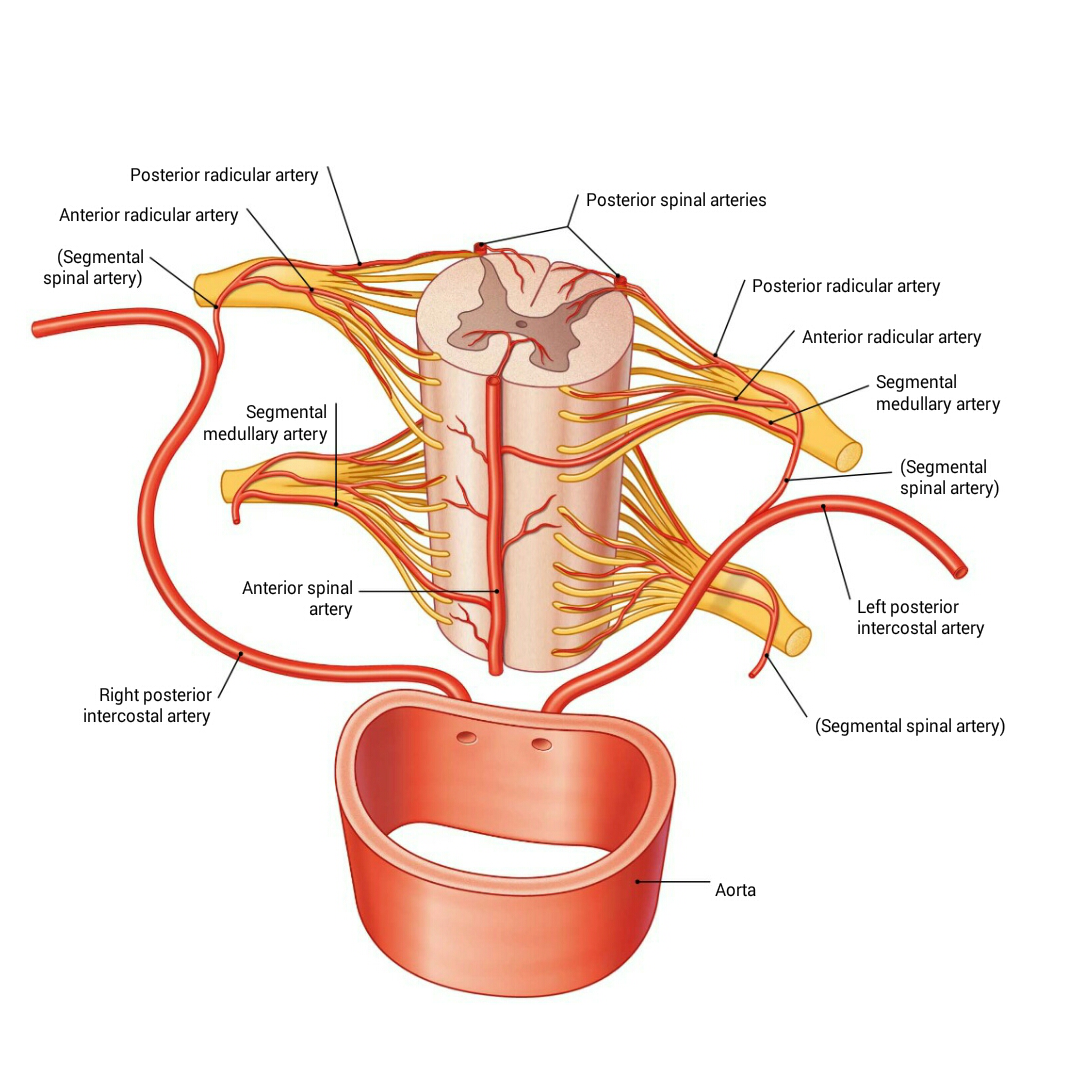 Posterior radicular artery
Anterior radicular artery
(Segmental
spinal artery)
Posterior spinal arteries
Posterior radicular artery
Anterior radicular artery
Segmental
medullary artery
Segmental
medullary artery
(Segmental
spinal artery)
Anterior spinal
artery
Left posterior
intercostal artery
Right posterior
intercostal artery
(Segmental spinal artery)
Aorta